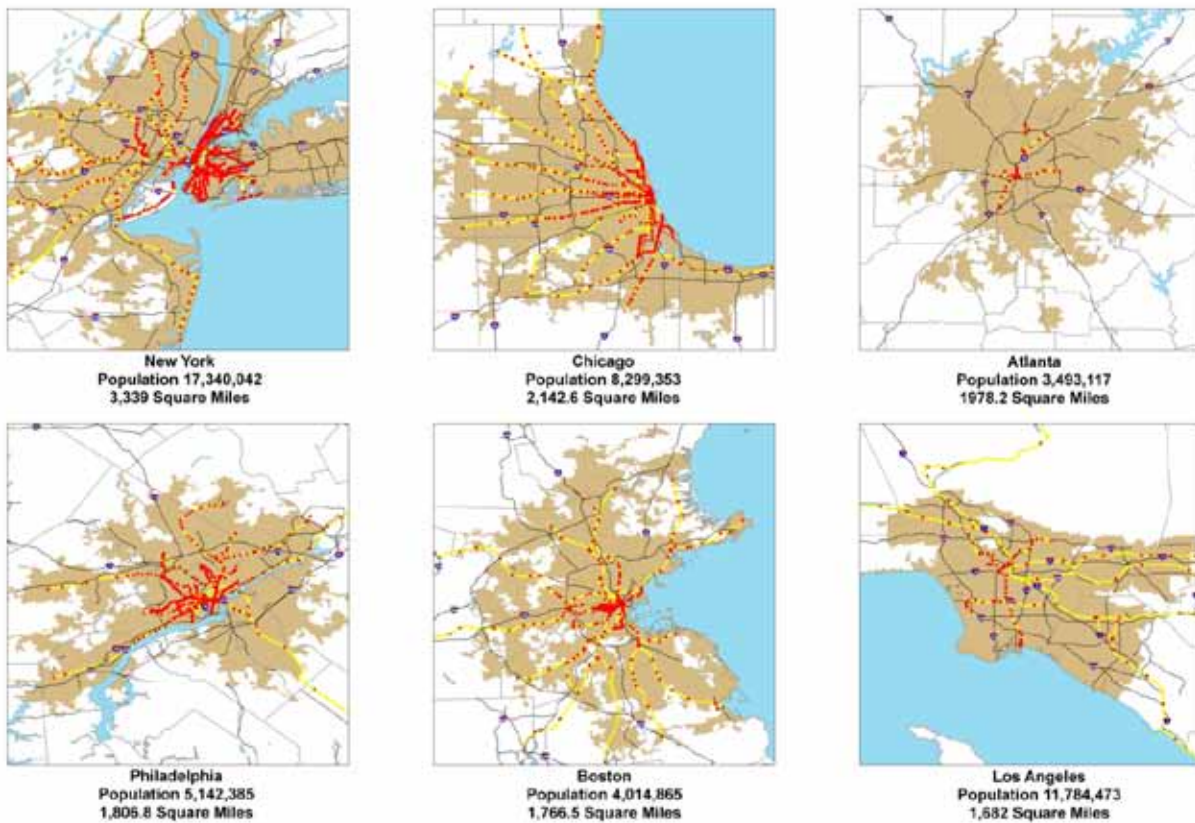 New York
Population 17,340,042
3,339 Square Miles
Chicago
Population 8,299,353
2,142.6 Square Miles
Atlanta
Population 3,493,117
1978.2 Square Miles
Philadelphia
Population 5,142,385
1,806.8 Square Miles
Boston
Population 4,014,865
1,766.5 Square Miles
Los Angeles
Population 11,784,473
1,682 Square Miles